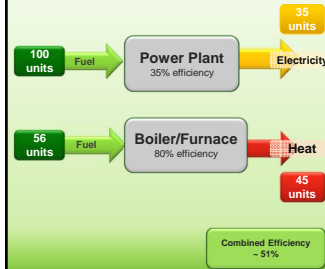 35
units
100
units
Fuel
Power Plant
35% efficiency
Electricity
56
units
Fuel
Boiler/Furnace
80% efficiency
Heat
45
units
Combined Efficiency
~ 51%